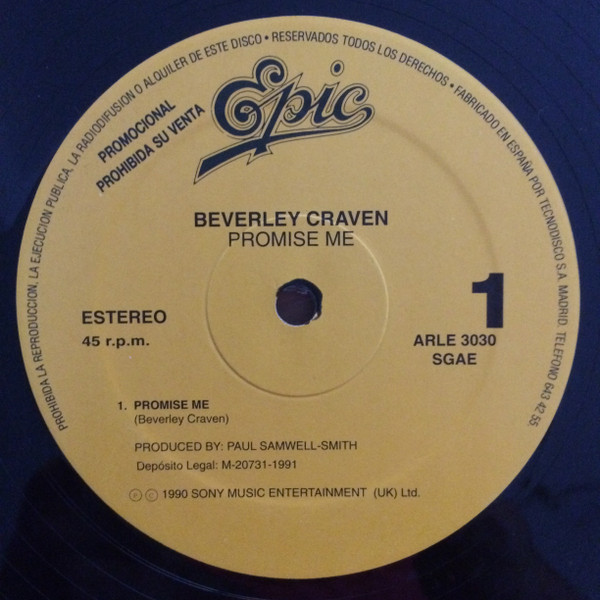 PROHIBIDA LA REPRODUCCION, LA EJECUCION PUBLICA, LA RADIODIFUSION O ALQUILER DE ESTE DISCO • RESERVADOS TODOS LOS DERECHOS • FABRICADO EN ESPAÑA POR TECNODISCO S.A. MADRID. TELEFONO 643 42 55.
PROMOCIONAL
PROHIBIDA SU VENTA
Epic
BEVERLEY CRAVEN
PROMISE ME
1
ESTEREO
45 r.p.m.
ARLE 3030
SGAE
1. PROMISE ME
(Beverley Craven)
PRODUCED BY: PAUL SAMWELL-SMITH
Depósito Legal: M-20731-1991
Ⓟ Ⓒ 1990 SONY MUSIC ENTERTAINMENT (UK) Ltd.